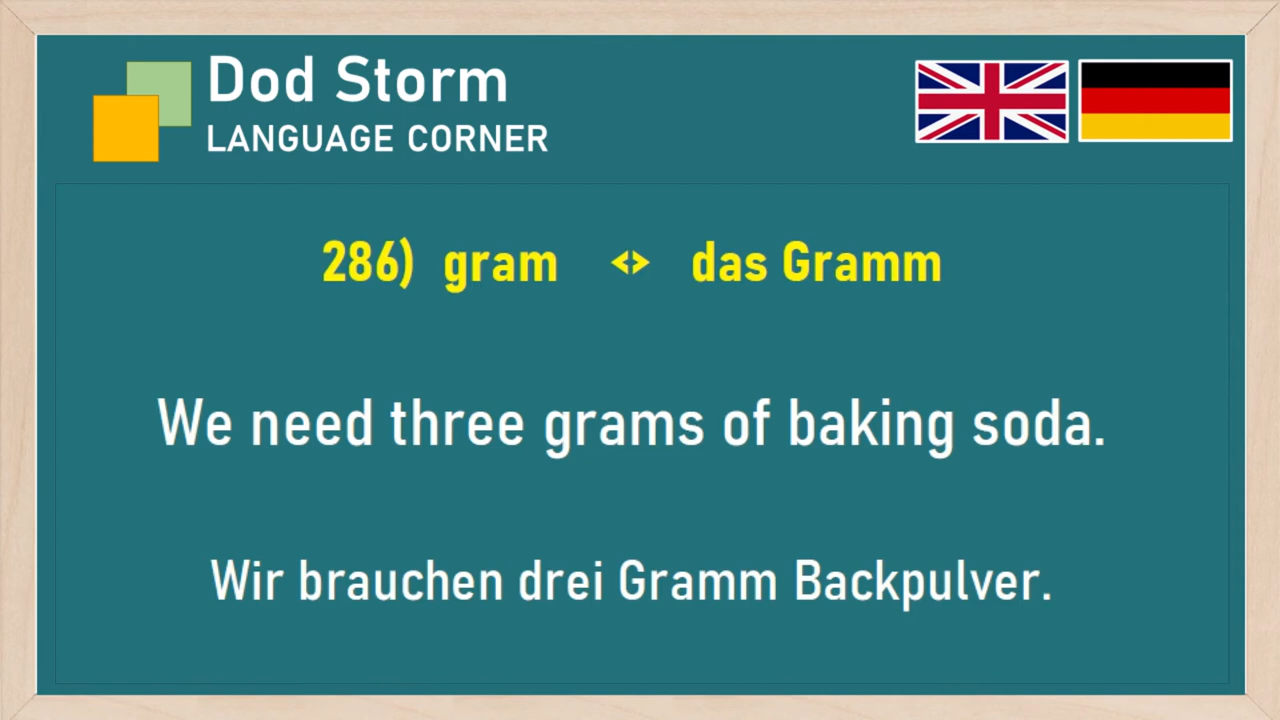 Dod Storm
LANGUAGE CORNER
286) gram <> das Gramm
We need three grams of baking soda.
Wir brauchen drei Gramm Backpulver.